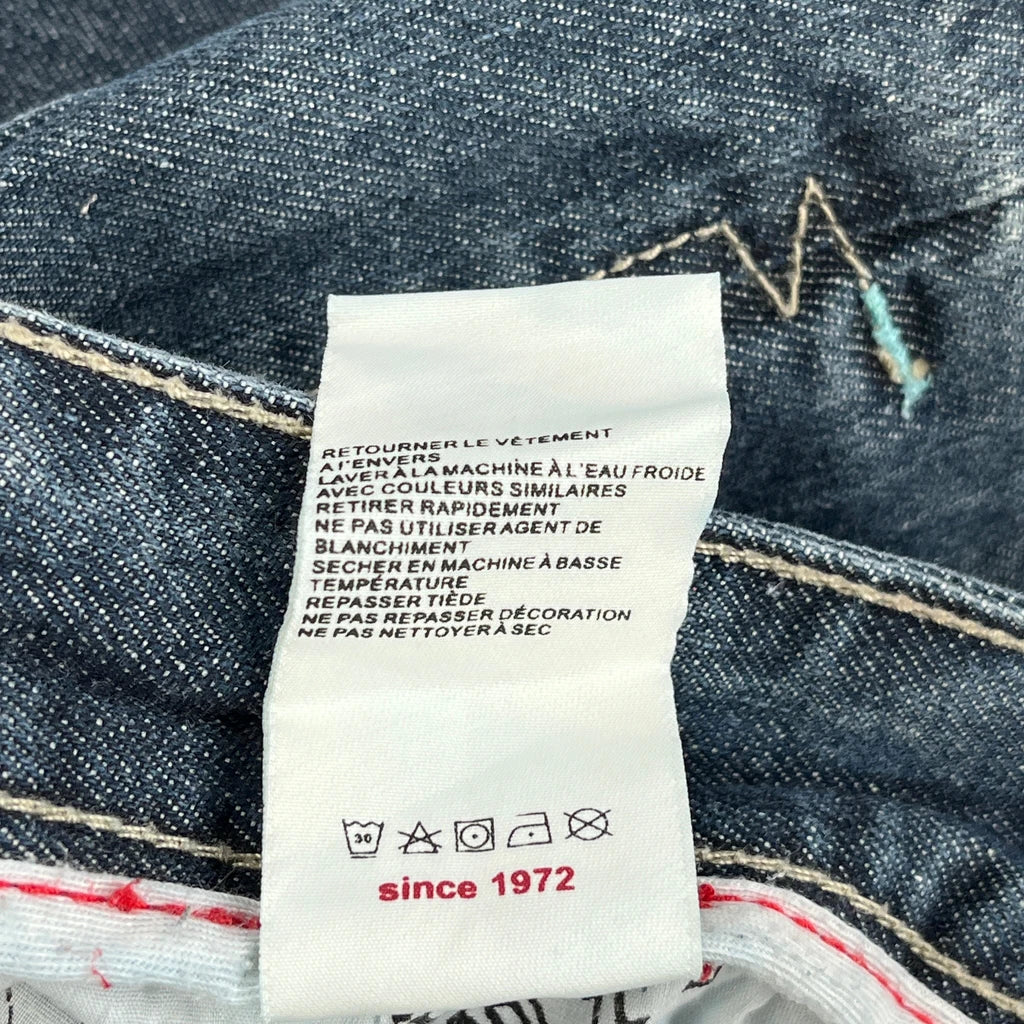 RETOURNER LE VÊTEMENT
A l'ENVERS
LAVER À LA MACHINE À L'EAU FROIDE
AVEC COULEURS SIMILAIRES
RETIRER RAPIDEMENT
NE PAS UTILISER AGENT DE
BLANCHIMENT
SECHER EN MACHINE À BASSE
TEMPÉRATURE
REPASSER TIÈDE
NE PAS REPASSER DÉCORATION
NE PAS NETTOYER À SEC
30
since 1972